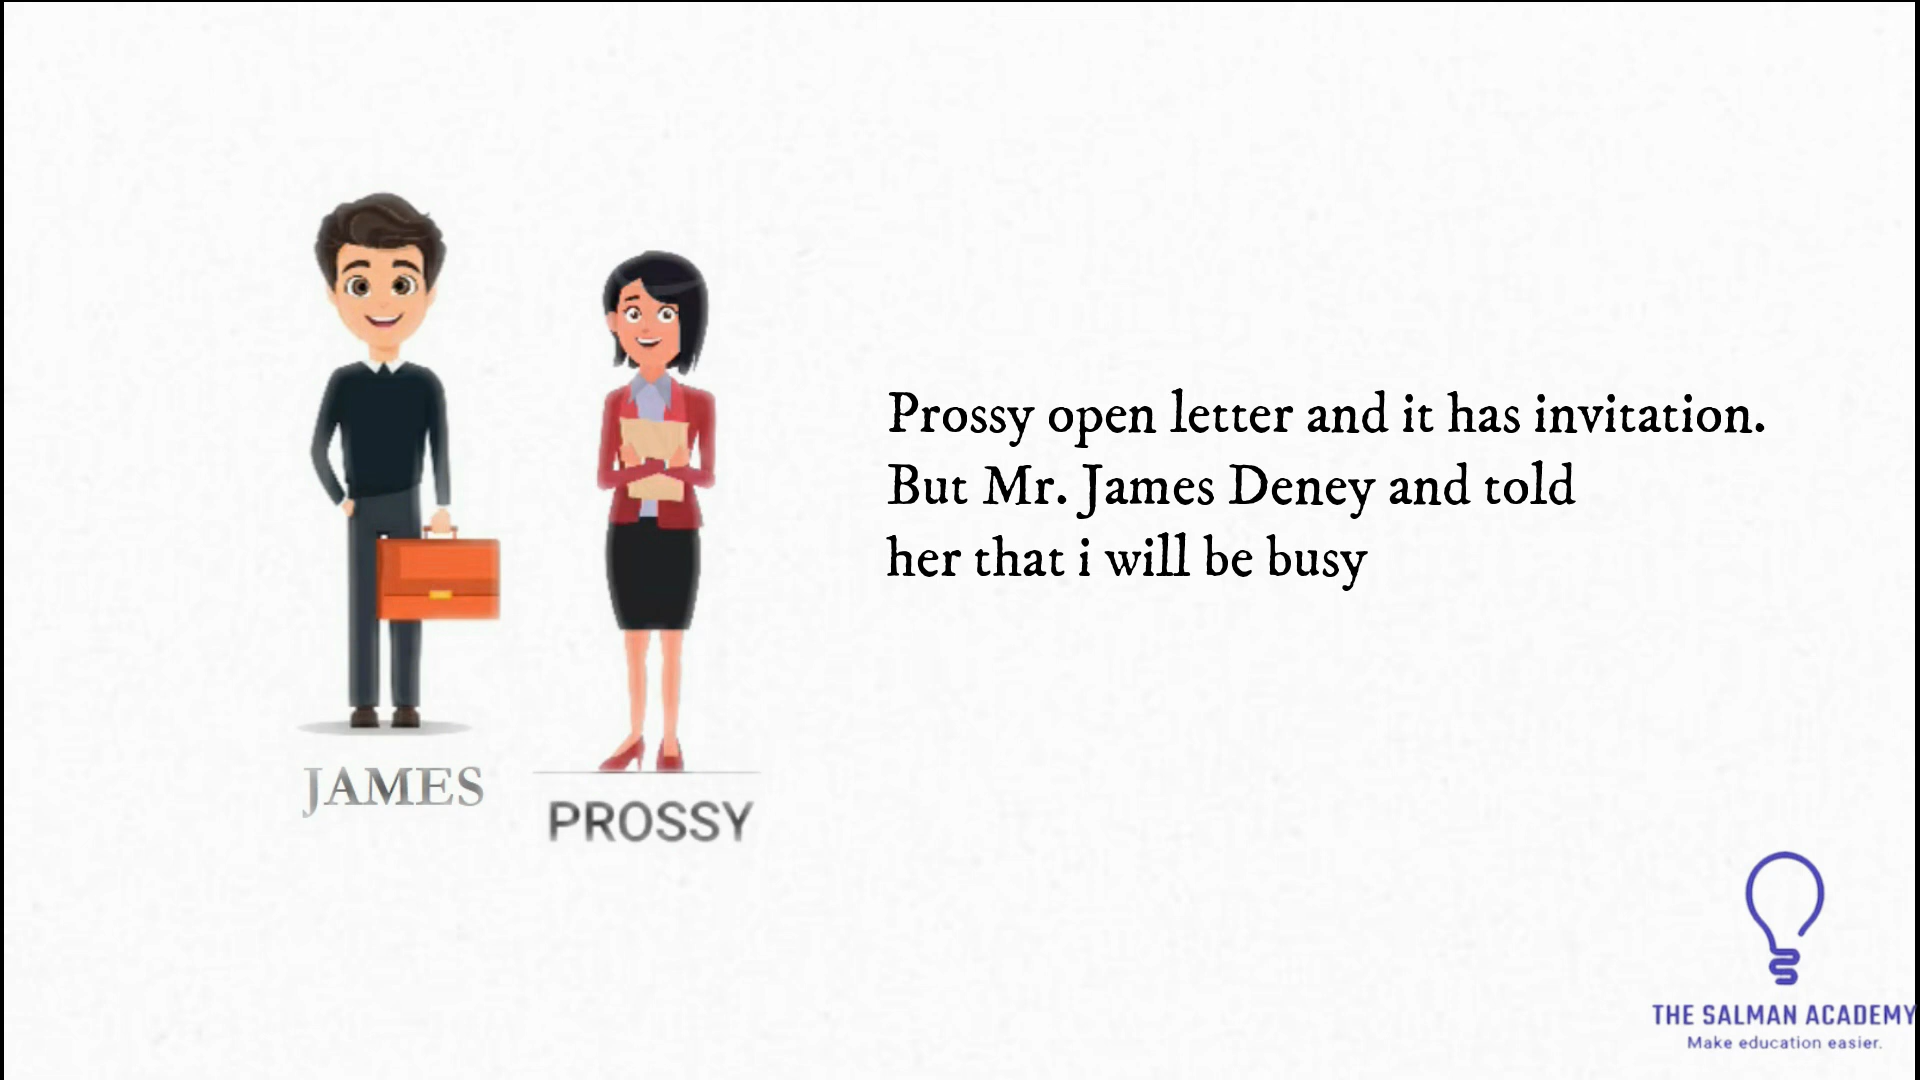 Prossy open letter and it has invitation.
But Mr. James Deney and told
her that i will be busy
JAMES
PROSSY
THE SALMAN ACADEMY
Make education easier.